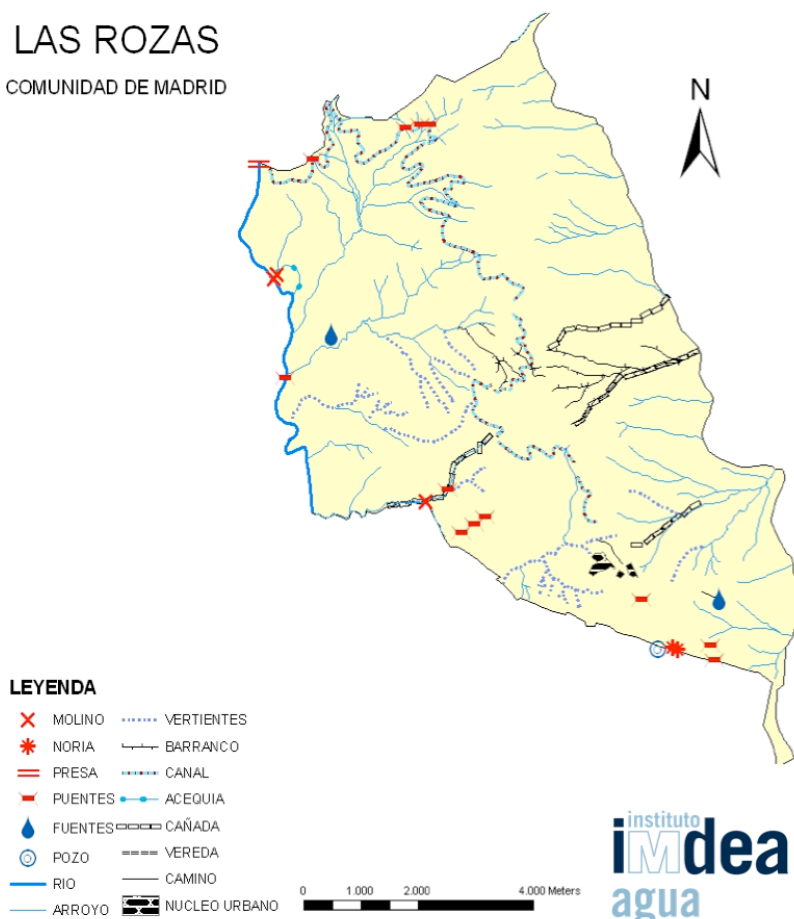 LAS ROZAS
COMUNIDAD DE MADRID
N
LEYENDA
MOLINO
NORIA
PRESA
PUENTES
FUENTES
POZO
RIO
ARROYO
VERTIENTES
BARRANCO
CANAL
ACEQUIA
CAÑADA
VEREDA
CAMINO
NUCLEO URBANO
0 1.000 2.000 4.000 Meters
instituto
iMdea
agua